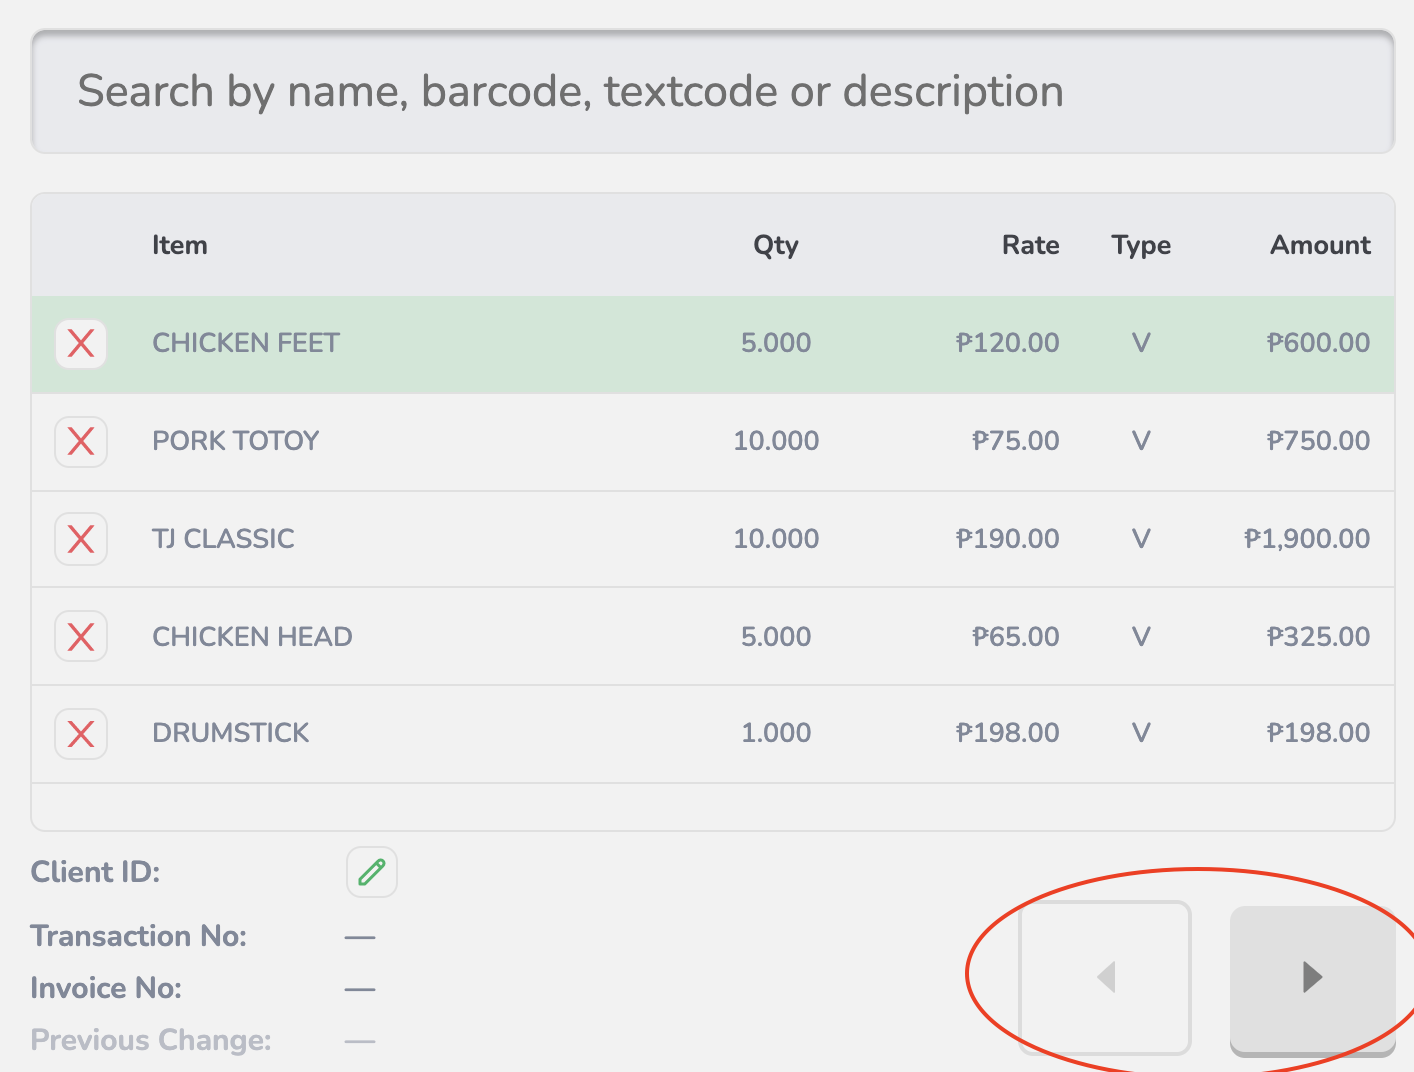 Search by name, barcode, textcode or description
Item Qty Rate Type Amount
CHICKEN FEET 5.000 ₱120.00 V ₱600.00
PORK TOTOY 10.000 ₱75.00 V ₱750.00
TJ CLASSIC 10.000 ₱190.00 V ₱1,900.00
CHICKEN HEAD 5.000 ₱65.00 V ₱325.00
DRUMSTICK 1.000 ₱198.00 V ₱198.00
Client ID:
Transaction No: —
Invoice No: —
Previous Change: —